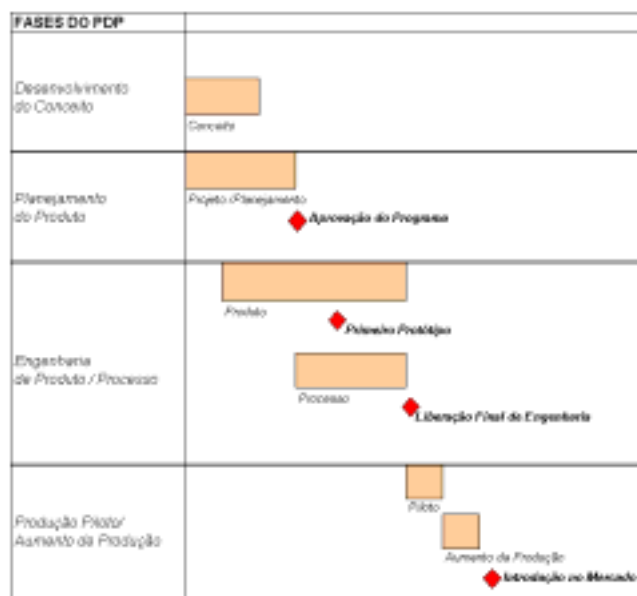 FASES DO PDP
Desenvolvimento
do Conceito
Conceito
Planejamento
do Produto
Projeto /Planejamento
Aprovação do Programa
Engenharia
de Produto / Processo
Produto
Primeiro Protótipo
Processo
Liberação Final de Engenharia
Produção Piloto/
Aumento da Produção
Piloto
Aumento da Produção
Introdução no Mercado